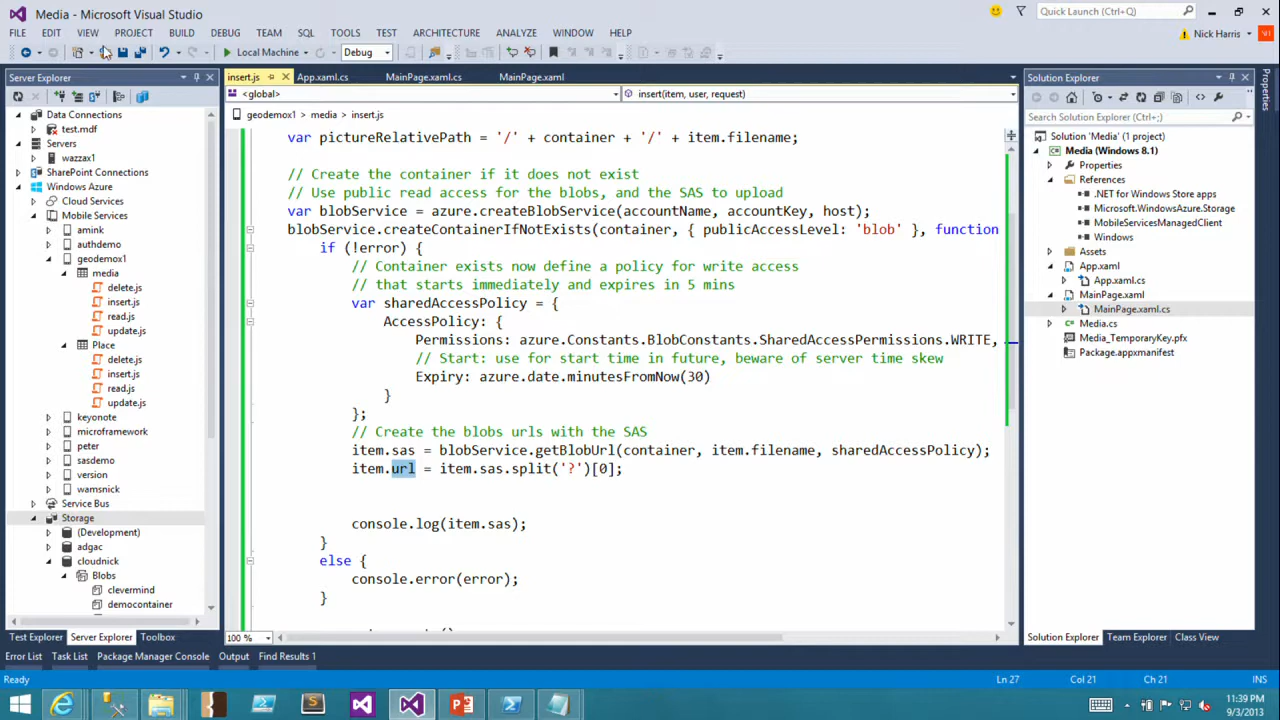 Media - Microsoft Visual Studio
Quick Launch (Ctrl+;)
FILE EDIT VIEW PROJECT BUILD DEBUG TEAM SQL TOOLS TEST ARCHITECTURE ANALYZE WINDOW HELP
Nick Harris
Local Machine Debug
Server Explorer
Data Connections
test.mdf
Servers
wazzax1
SharePoint Connections
Windows Azure
Cloud Services
Mobile Services
amink
authdemo
geodemo1
media
delete.js
insert.js
read.js
update.js
Place
delete.js
insert.js
read.js
update.js
keyonote
microframework
peter
sasdemo
version
wamsnick
Service Bus
Storage
(Development)
adgac
cloudnick
Blobs
clevermind
democontainer
Test Explorer Server Explorer Toolbox
insert.js App.xaml.cs MainPage.xaml.cs MainPage.xaml
<global> insert(item, user, request)
geodemo1 media insert.js
var pictureRelativePath = '/' + container + '/' + item.filename;
// Create the container if it does not exist
// Use public read access for the blobs, and the SAS to upload
var blobService = azure.createBlobService(accountName, accountKey, host);
blobService.createContainerIfNotExists(container, { publicAccessLevel: 'blob' }, function
if (!error) {
// Container exists now define a policy for write access
// that starts immediately and expires in 5 mins
var sharedAccessPolicy = {
AccessPolicy: {
Permissions: azure.Constants.BlobConstants.SharedAccessPermissions.WRITE,
// Start: use for start time in future, beware of server time skew
Expiry: azure.date.minutesFromNow(30)
}
};
// Create the blobs urls with the SAS
item.sas = blobService.getBlobUrl(container, item.filename, sharedAccessPolicy);
item.url = item.sas.split('?')[0];
console.log(item.sas);
}
else {
console.error(error);
}
100 %
Solution Explorer
Search Solution Explorer (Ctrl+;)
Solution 'Media' (1 project)
Media (Windows 8.1)
Properties
References
.NET for Windows Store apps
Microsoft.WindowsAzure.Storage
MobileServicesManagedClient
Windows
Assets
App.xaml
App.xaml.cs
MainPage.xaml
MainPage.xaml.cs
Media.cs
Media_TemporaryKey.pfx
Package.appxmanifest
Solution Explorer Team Explorer Class View
Properties
Error List Task List Package Manager Console Output Find Results 1
Ready Ln 27 Col 21 Ch 21 INS
11:39 PM
9/3/2013